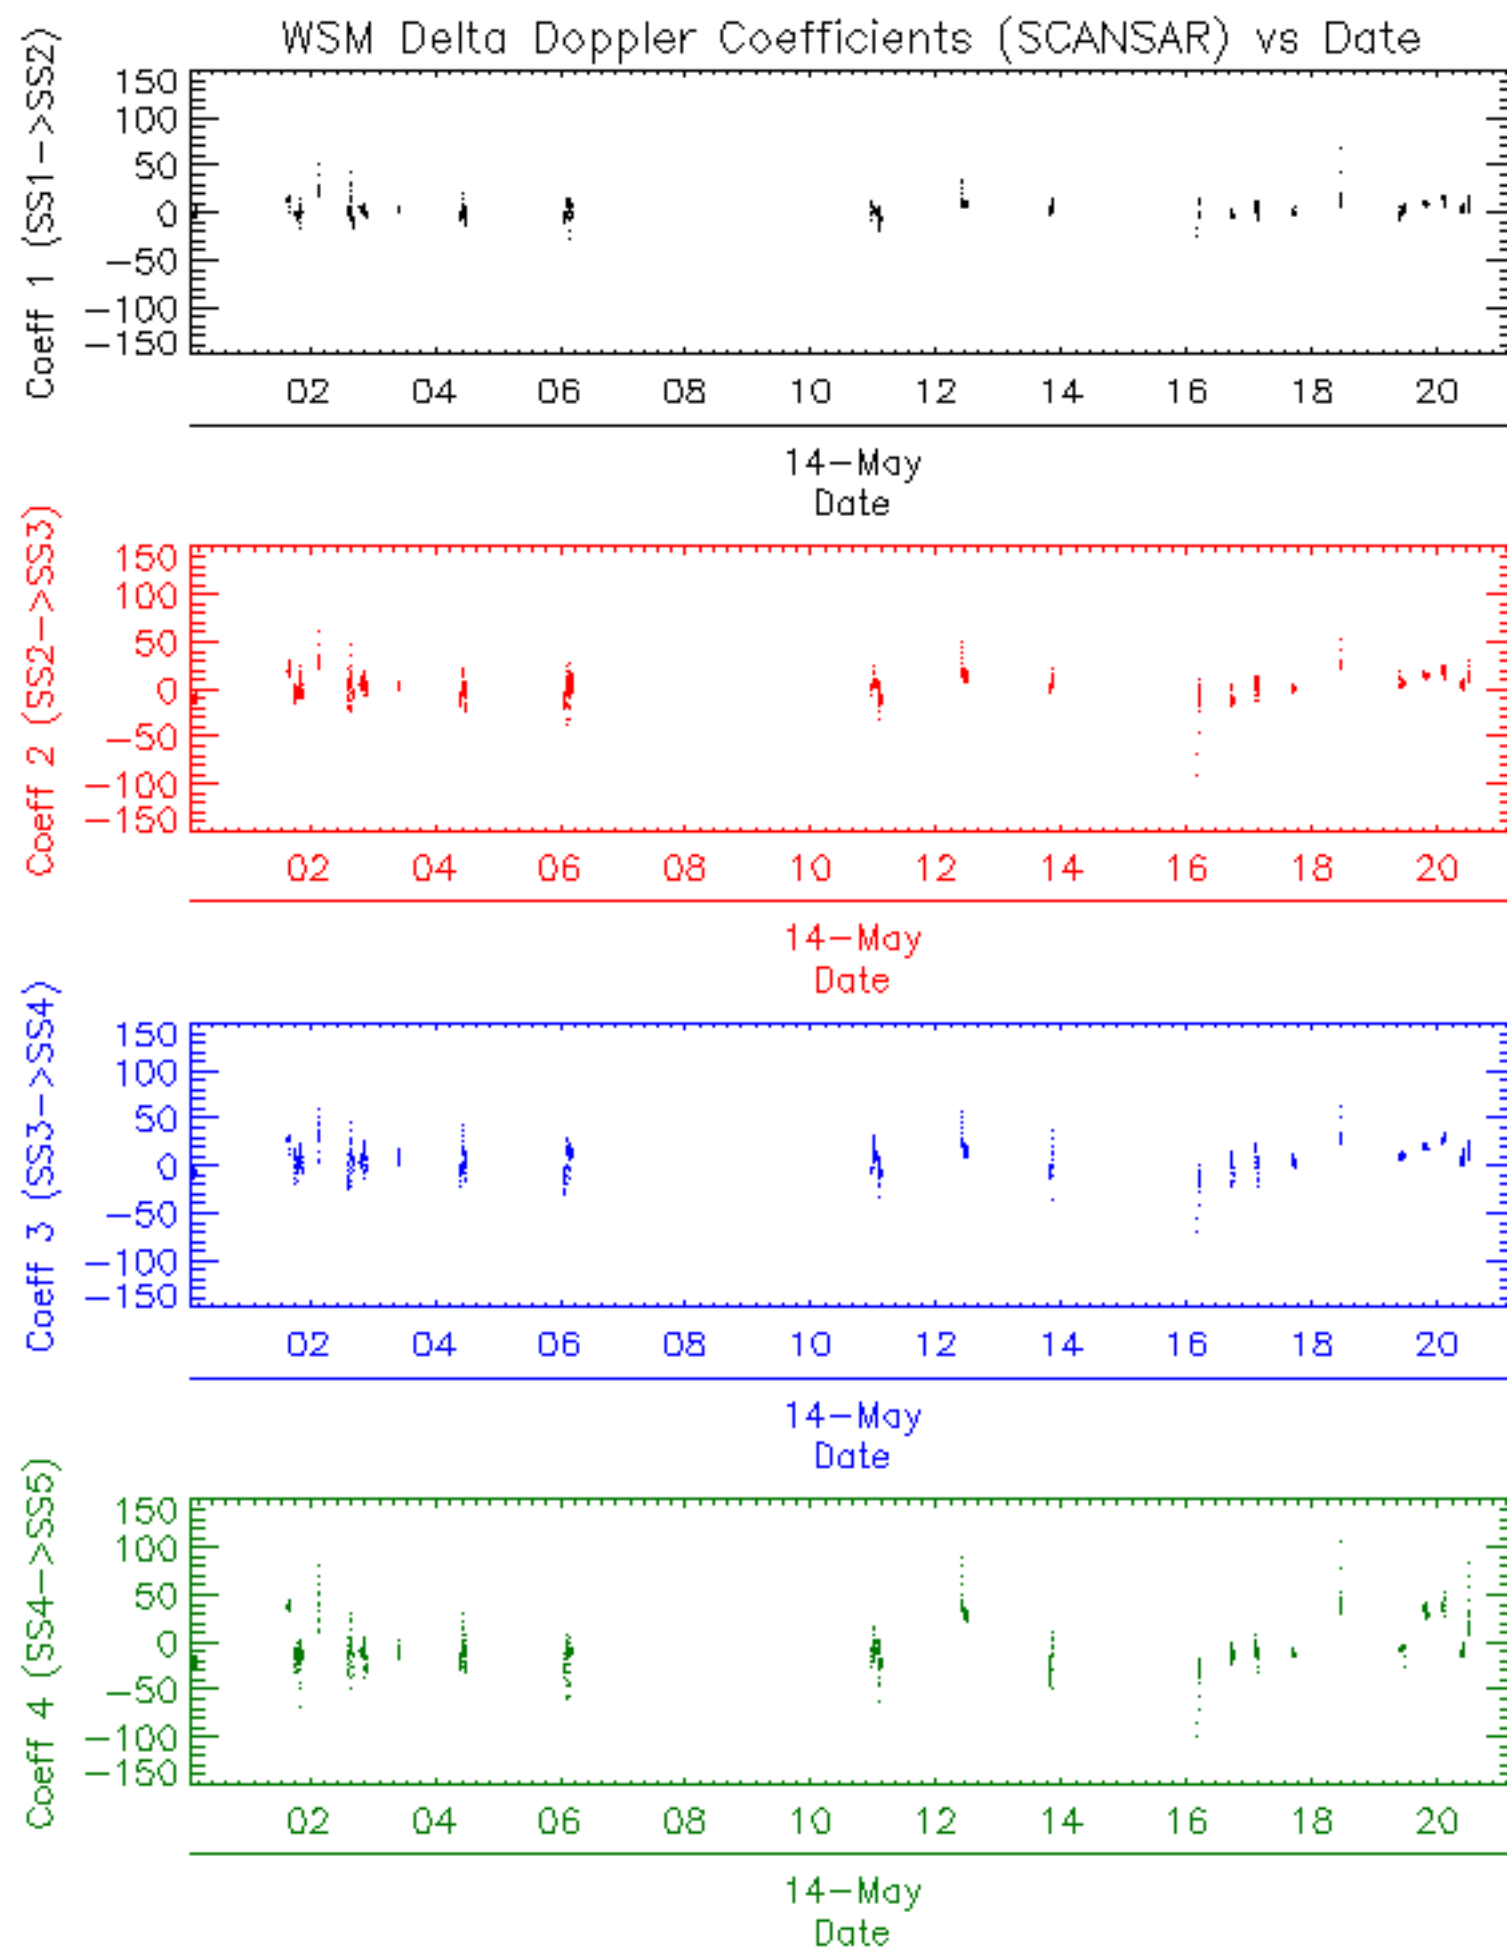 WSM Delta Doppler Coefficients (SCANSAR) vs Date
Coeff 1 (SS1->SS2)
150
100
50
0
-50
-100
-150
02 04 06 08 10 12 14 16 18 20
14-May
Date
Coeff 2 (SS2->SS3)
150
100
50
0
-50
-100
-150
02 04 06 08 10 12 14 16 18 20
14-May
Date
Coeff 3 (SS3->SS4)
150
100
50
0
-50
-100
-150
02 04 06 08 10 12 14 16 18 20
14-May
Date
Coeff 4 (SS4->SS5)
150
100
50
0
-50
-100
-150
02 04 06 08 10 12 14 16 18 20
14-May
Date